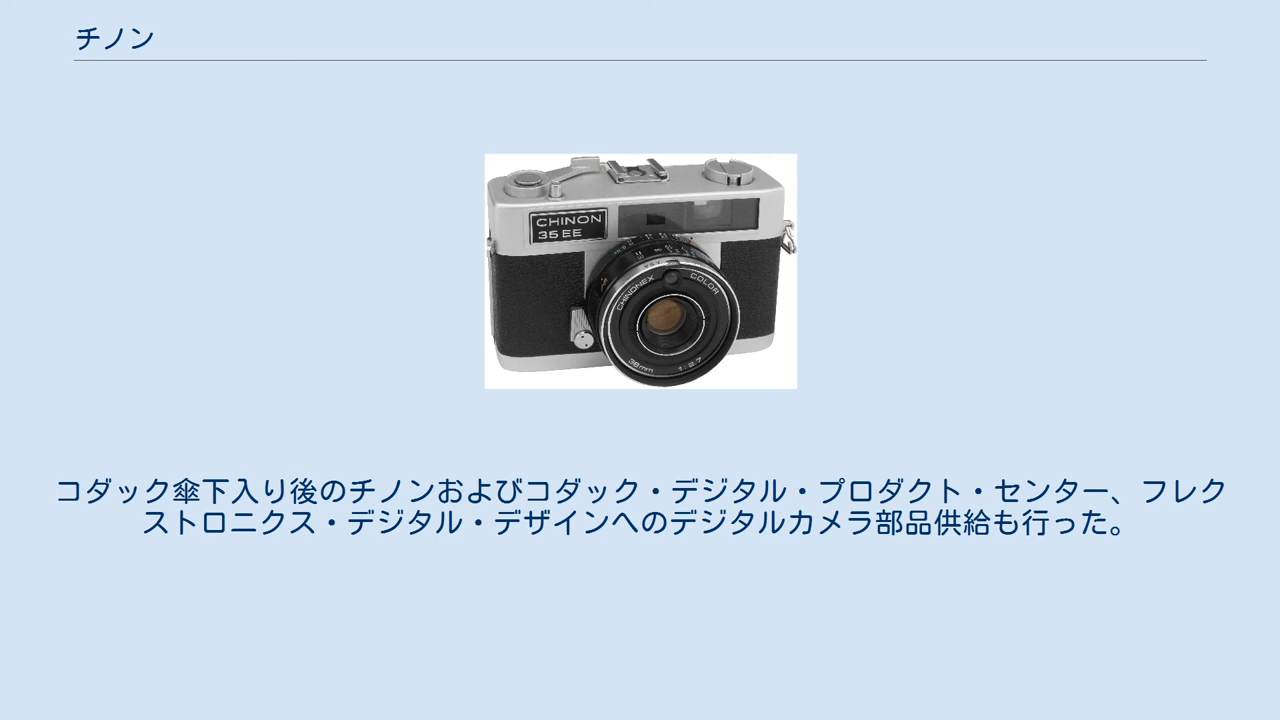 チノン
CHINON
35 EE
CHINONEX COLOR
38mm 1:2.7
コダック傘下入り後のチノンおよびコダック・デジタル・プロダクト・センター、フレク
ストロニクス・デジタル・デザインへのデジタルカメラ部品供給も行った。